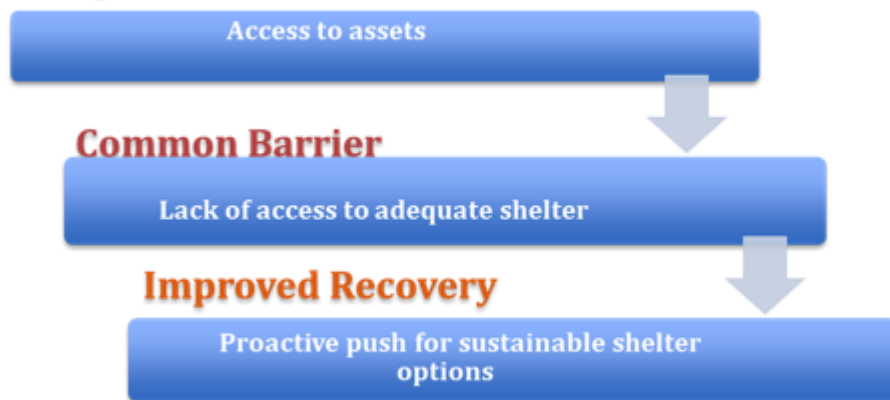 Access to assets
Common Barrier
Lack of access to adequate shelter
Improved Recovery
Proactive push for sustainable shelter
options